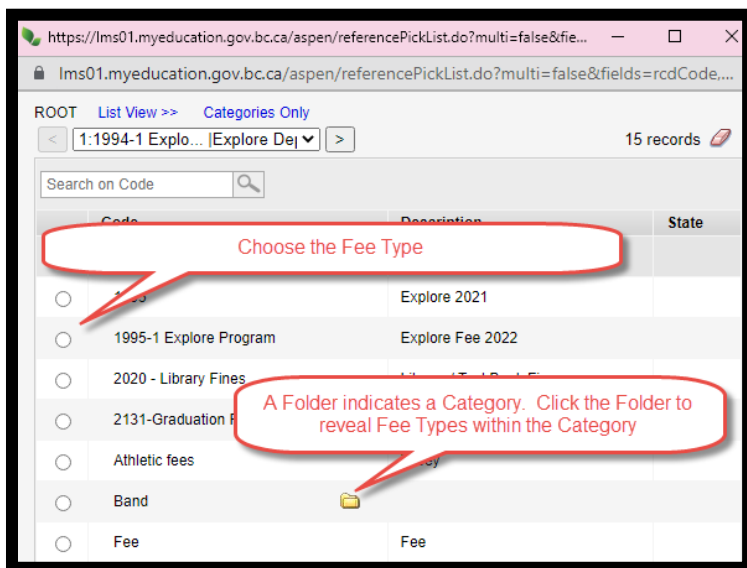 https://lms01.myeducation.gov.bc.ca/aspen/referencePickList.do?multi=false&fie...
lms01.myeducation.gov.bc.ca/aspen/referencePickList.do?multi=false&fields=rcdCode,...
ROOT List View >> Categories Only
< 1:1994-1 Explo... |Explore Dep > 15 records
Search on Code
Code Description State
Choose the Fee Type
Explore 2021
1995-1 Explore Program Explore Fee 2022
2020 - Library Fines
A Folder indicates a Category. Click the Folder to
2131-Graduation
reveal Fee Types within the Category
Athletic fees
Band
Fee Fee